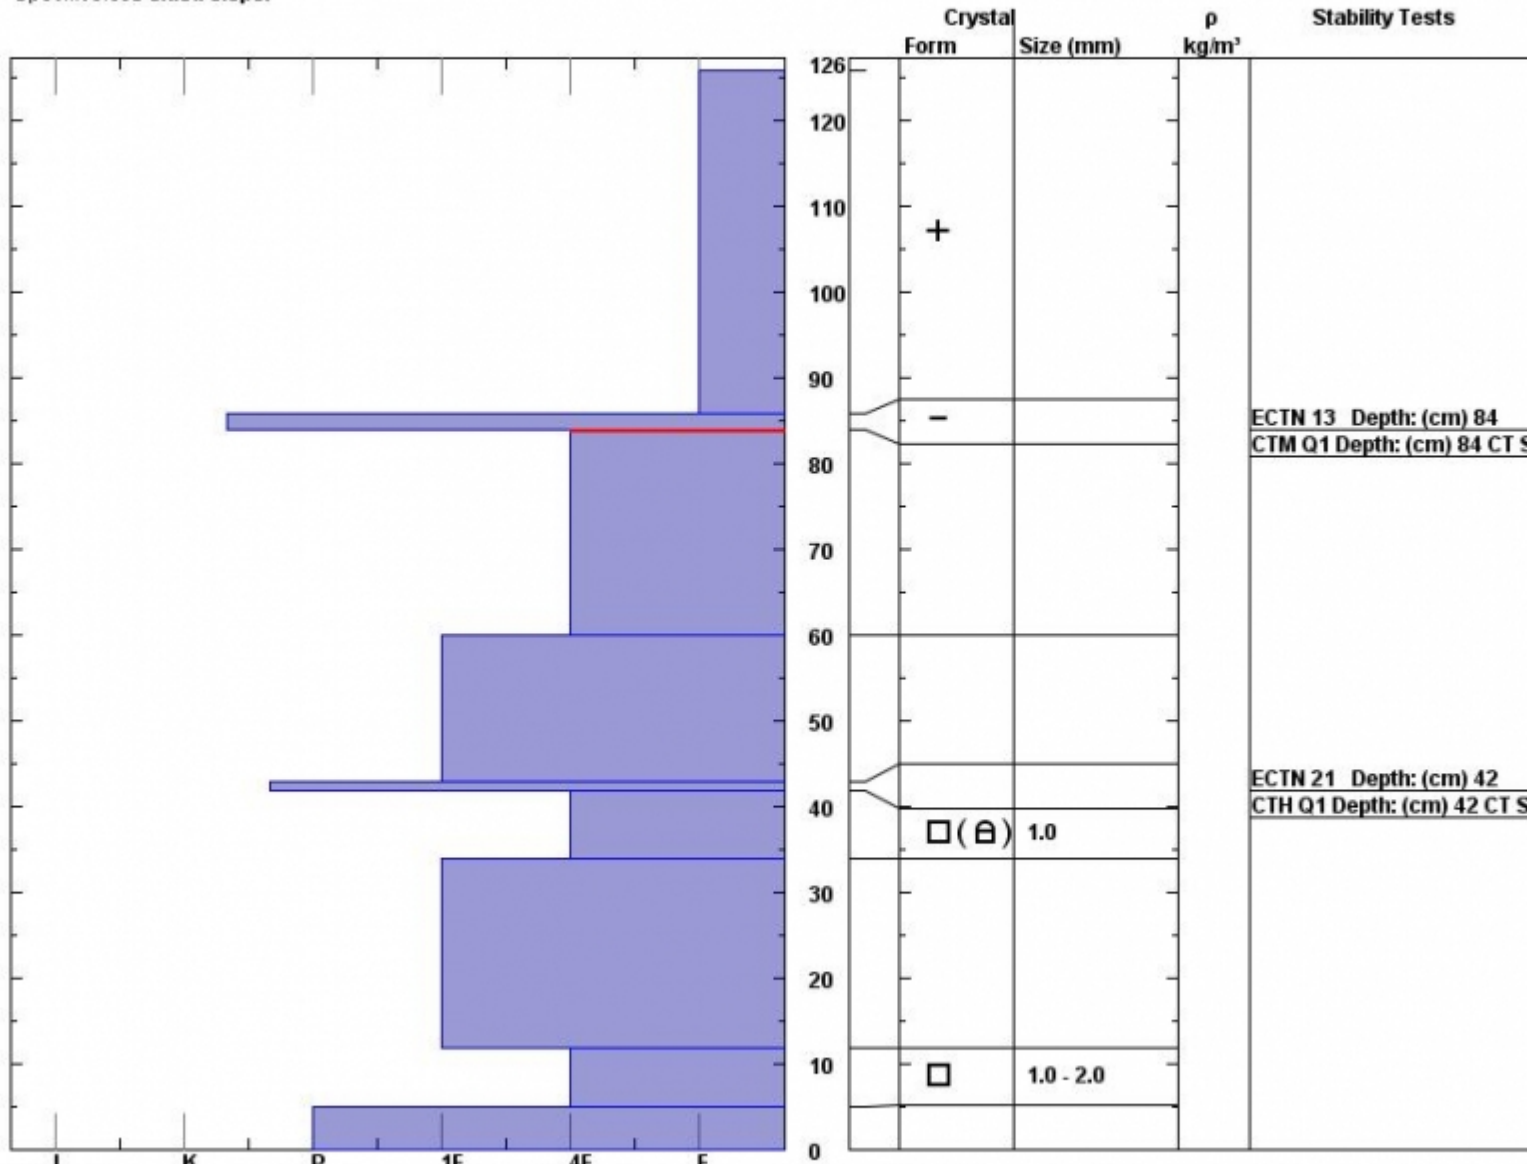 Crystal ρ Stability Tests
Form Size (mm) kg/m³
126
120
110
+
100
90
– ECTN 13 Depth: (cm) 84
CTM Q1 Depth: (cm) 84 CT S
80
70
60
50
ECTN 21 Depth: (cm) 42
40 CTH Q1 Depth: (cm) 42 CT S
1.0
30
20
10 1.0 - 2.0
0
I K P 1F 4F F